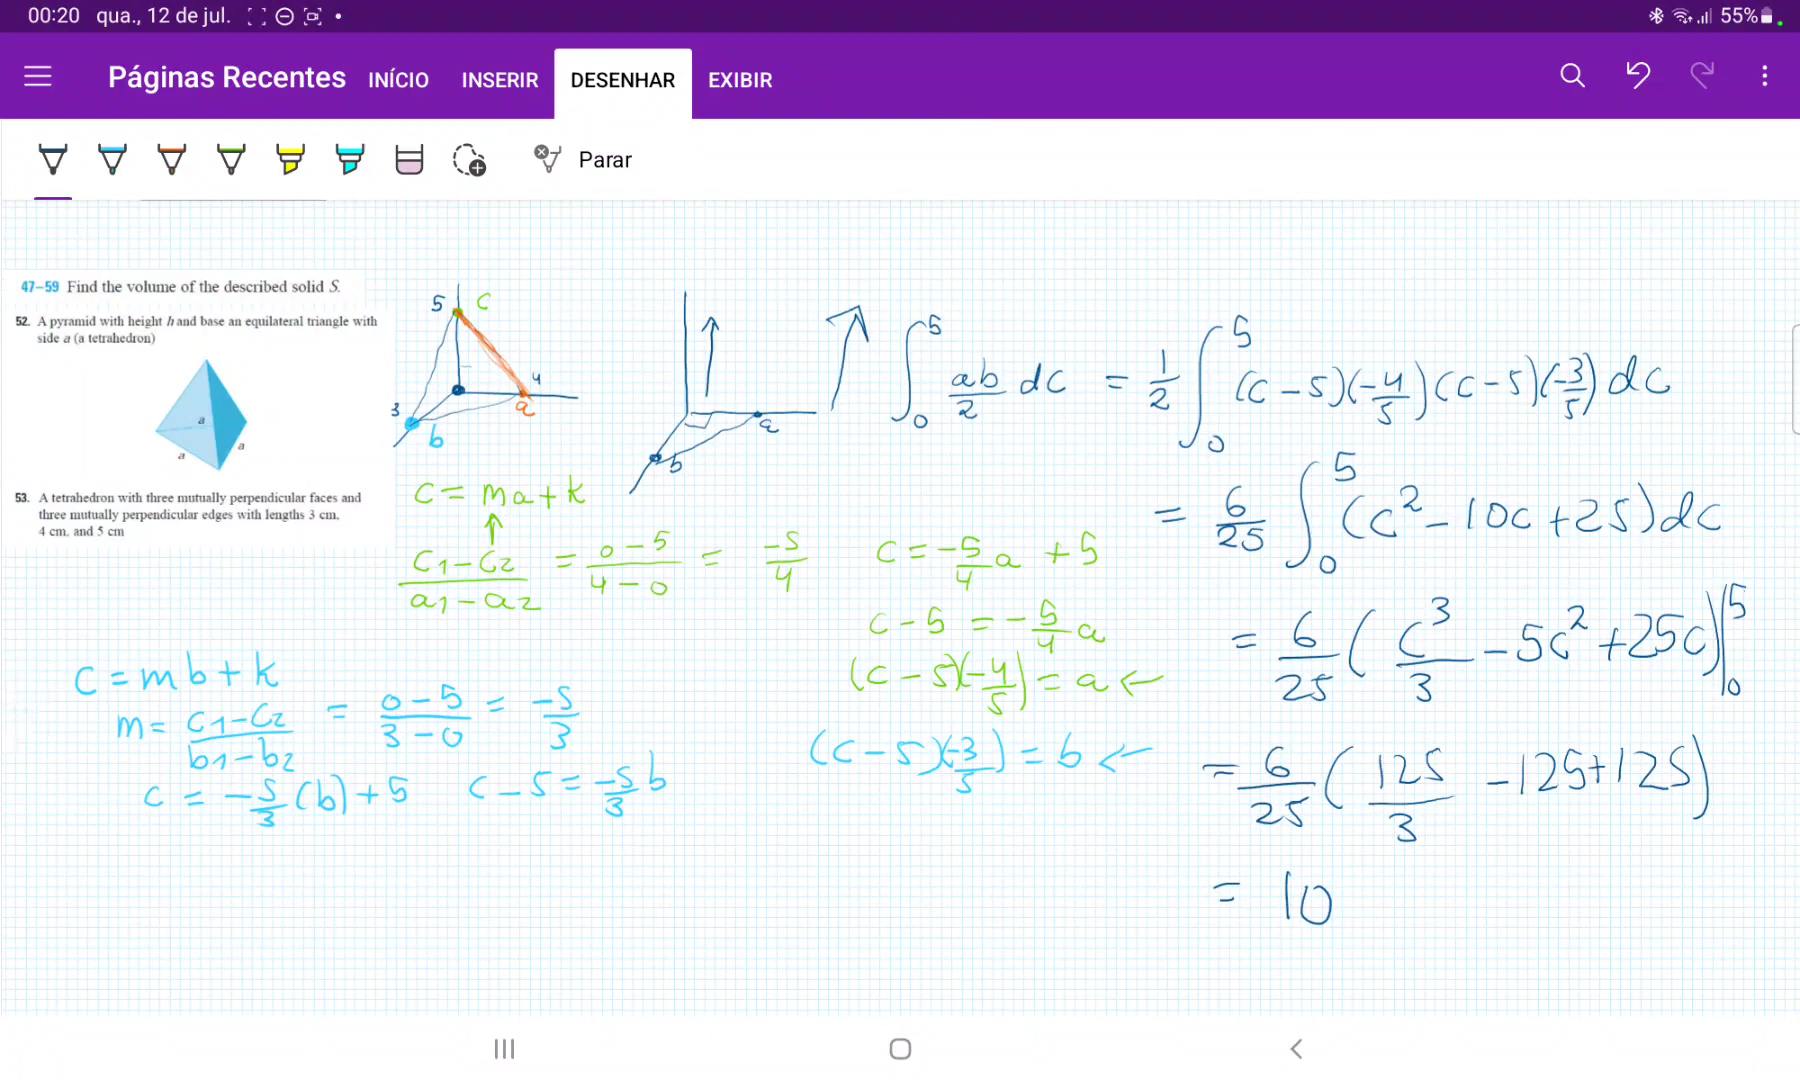 00:20 qua., 12 de jul.
55%
Páginas Recentes INÍCIO INSERIR DESENHAR EXIBIR
Parar
47–59 Find the volume of the described solid S.
52. A pyramid with height h and base an equilateral triangle with
side a (a tetrahedron)
a
a
a
53. A tetrahedron with three mutually perpendicular faces and
three mutually perpendicular edges with lengths 3 cm,
4 cm, and 5 cm
5 c
4
a
3
b
a
b
∫₀⁵ ab/2 dc = 1/2 ∫₀⁵ (c-5)(-4/5)(c-5)(-3/5) dc
= 6/25 ∫₀⁵ (c² - 10c + 25) dc
= 6/25 (c³/3 - 5c² + 25c) |₀⁵
= 6/25 (125/3 - 125 + 125)
= 10
c = ma + k
(c1 - c2)/(a1 - a2) = (0 - 5)/(4 - 0) = -5/4
c = -5/4 a + 5
c - 5 = -5/4 a
(c - 5)(-4/5) = a ←
c = mb + k
m = (c1 - c2)/(b1 - b2) = (0 - 5)/(3 - 0) = -5/3
c = -5/3 (b) + 5
c - 5 = -5/3 b
(c - 5)(-3/5) = b ←